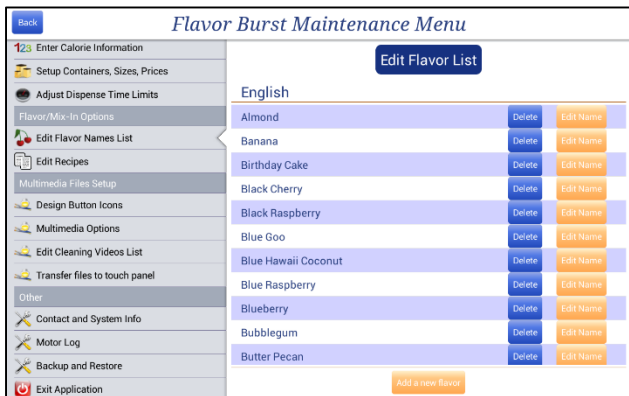 Back
Flavor Burst Maintenance Menu
123 Enter Calorie Information
Setup Containers, Sizes, Prices
Adjust Dispense Time Limits
Flavor/Mix-In Options
Edit Flavor Names List
Edit Recipes
Multimedia Files Setup
Design Button Icons
Multimedia Options
Edit Cleaning Videos List
Transfer files to touch panel
Other
Contact and System Info
Motor Log
Backup and Restore
Exit Application
Edit Flavor List
English
Almond Delete Edit Name
Banana Delete Edit Name
Birthday Cake Delete Edit Name
Black Cherry Delete Edit Name
Black Raspberry Delete Edit Name
Blue Goo Delete Edit Name
Blue Hawaii Coconut Delete Edit Name
Blue Raspberry Delete Edit Name
Blueberry Delete Edit Name
Bubblegum Delete Edit Name
Butter Pecan Delete Edit Name
Add a new flavor